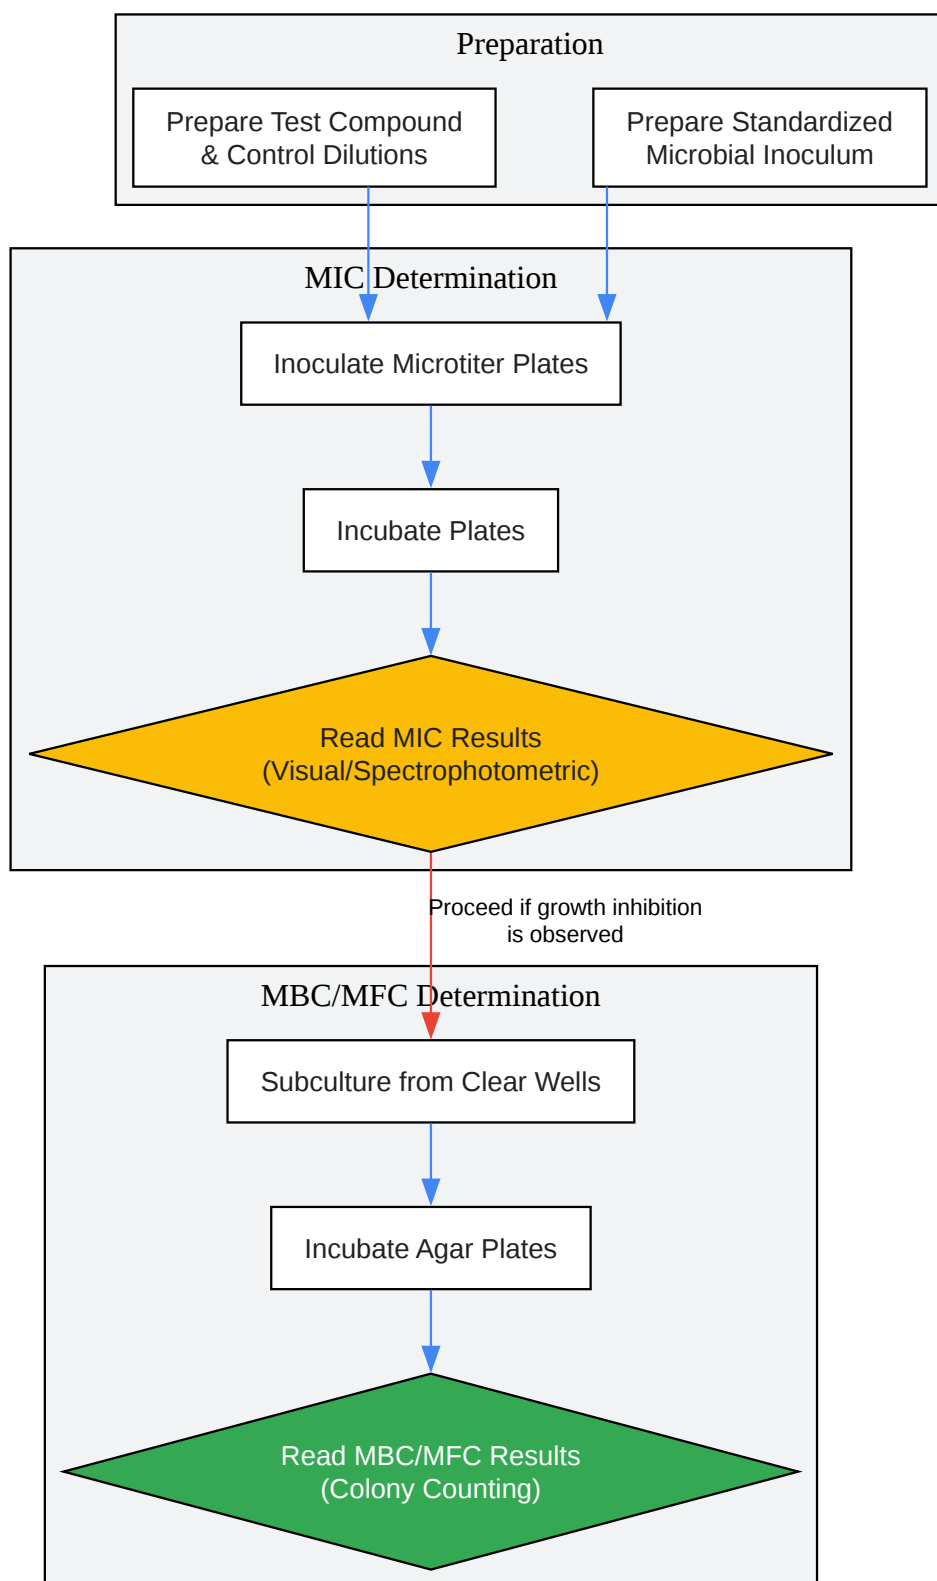 Preparation
Prepare Test Compound
& Control Dilutions
Prepare Standardized
Microbial Inoculum
MIC Determination
Inoculate Microtiter Plates
Incubate Plates
Read MIC Results
(Visual/Spectrophotometric)
Proceed if growth inhibition
is observed
MBC/MFC Determination
Subculture from Clear Wells
Incubate Agar Plates
Read MBC/MFC Results
(Colony Counting)